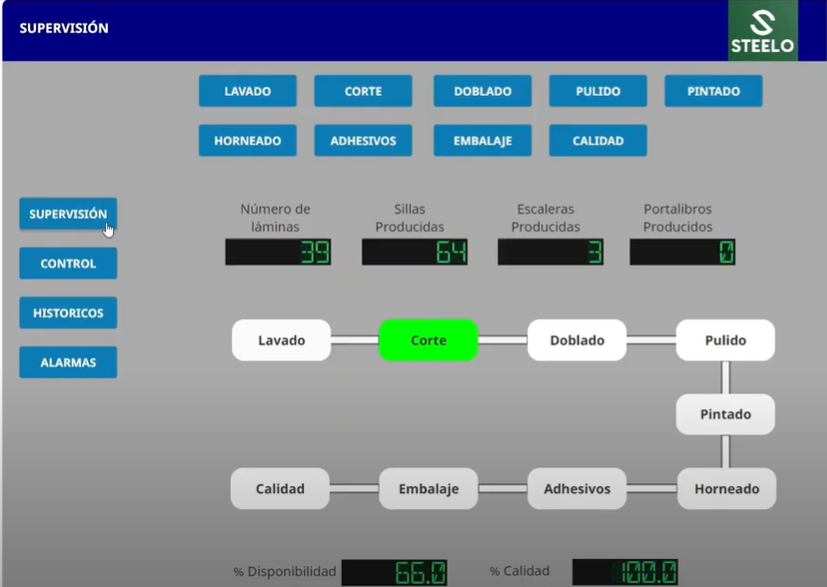 SUPERVISIÓN
STEELO
LAVADO CORTE DOBLADO PULIDO PINTADO
HORNEADO ADHESIVOS EMBALAJE CALIDAD
SUPERVISIÓN
CONTROL
HISTORICOS
ALARMAS
Número de láminas
39
Sillas Producidas
64
Escaleras Producidas
3
Portalibros Producidos
0
Lavado Corte Doblado Pulido
Pintado
Calidad Embalaje Adhesivos Horneado
% Disponibilidad 66.0 % Calidad 100.0